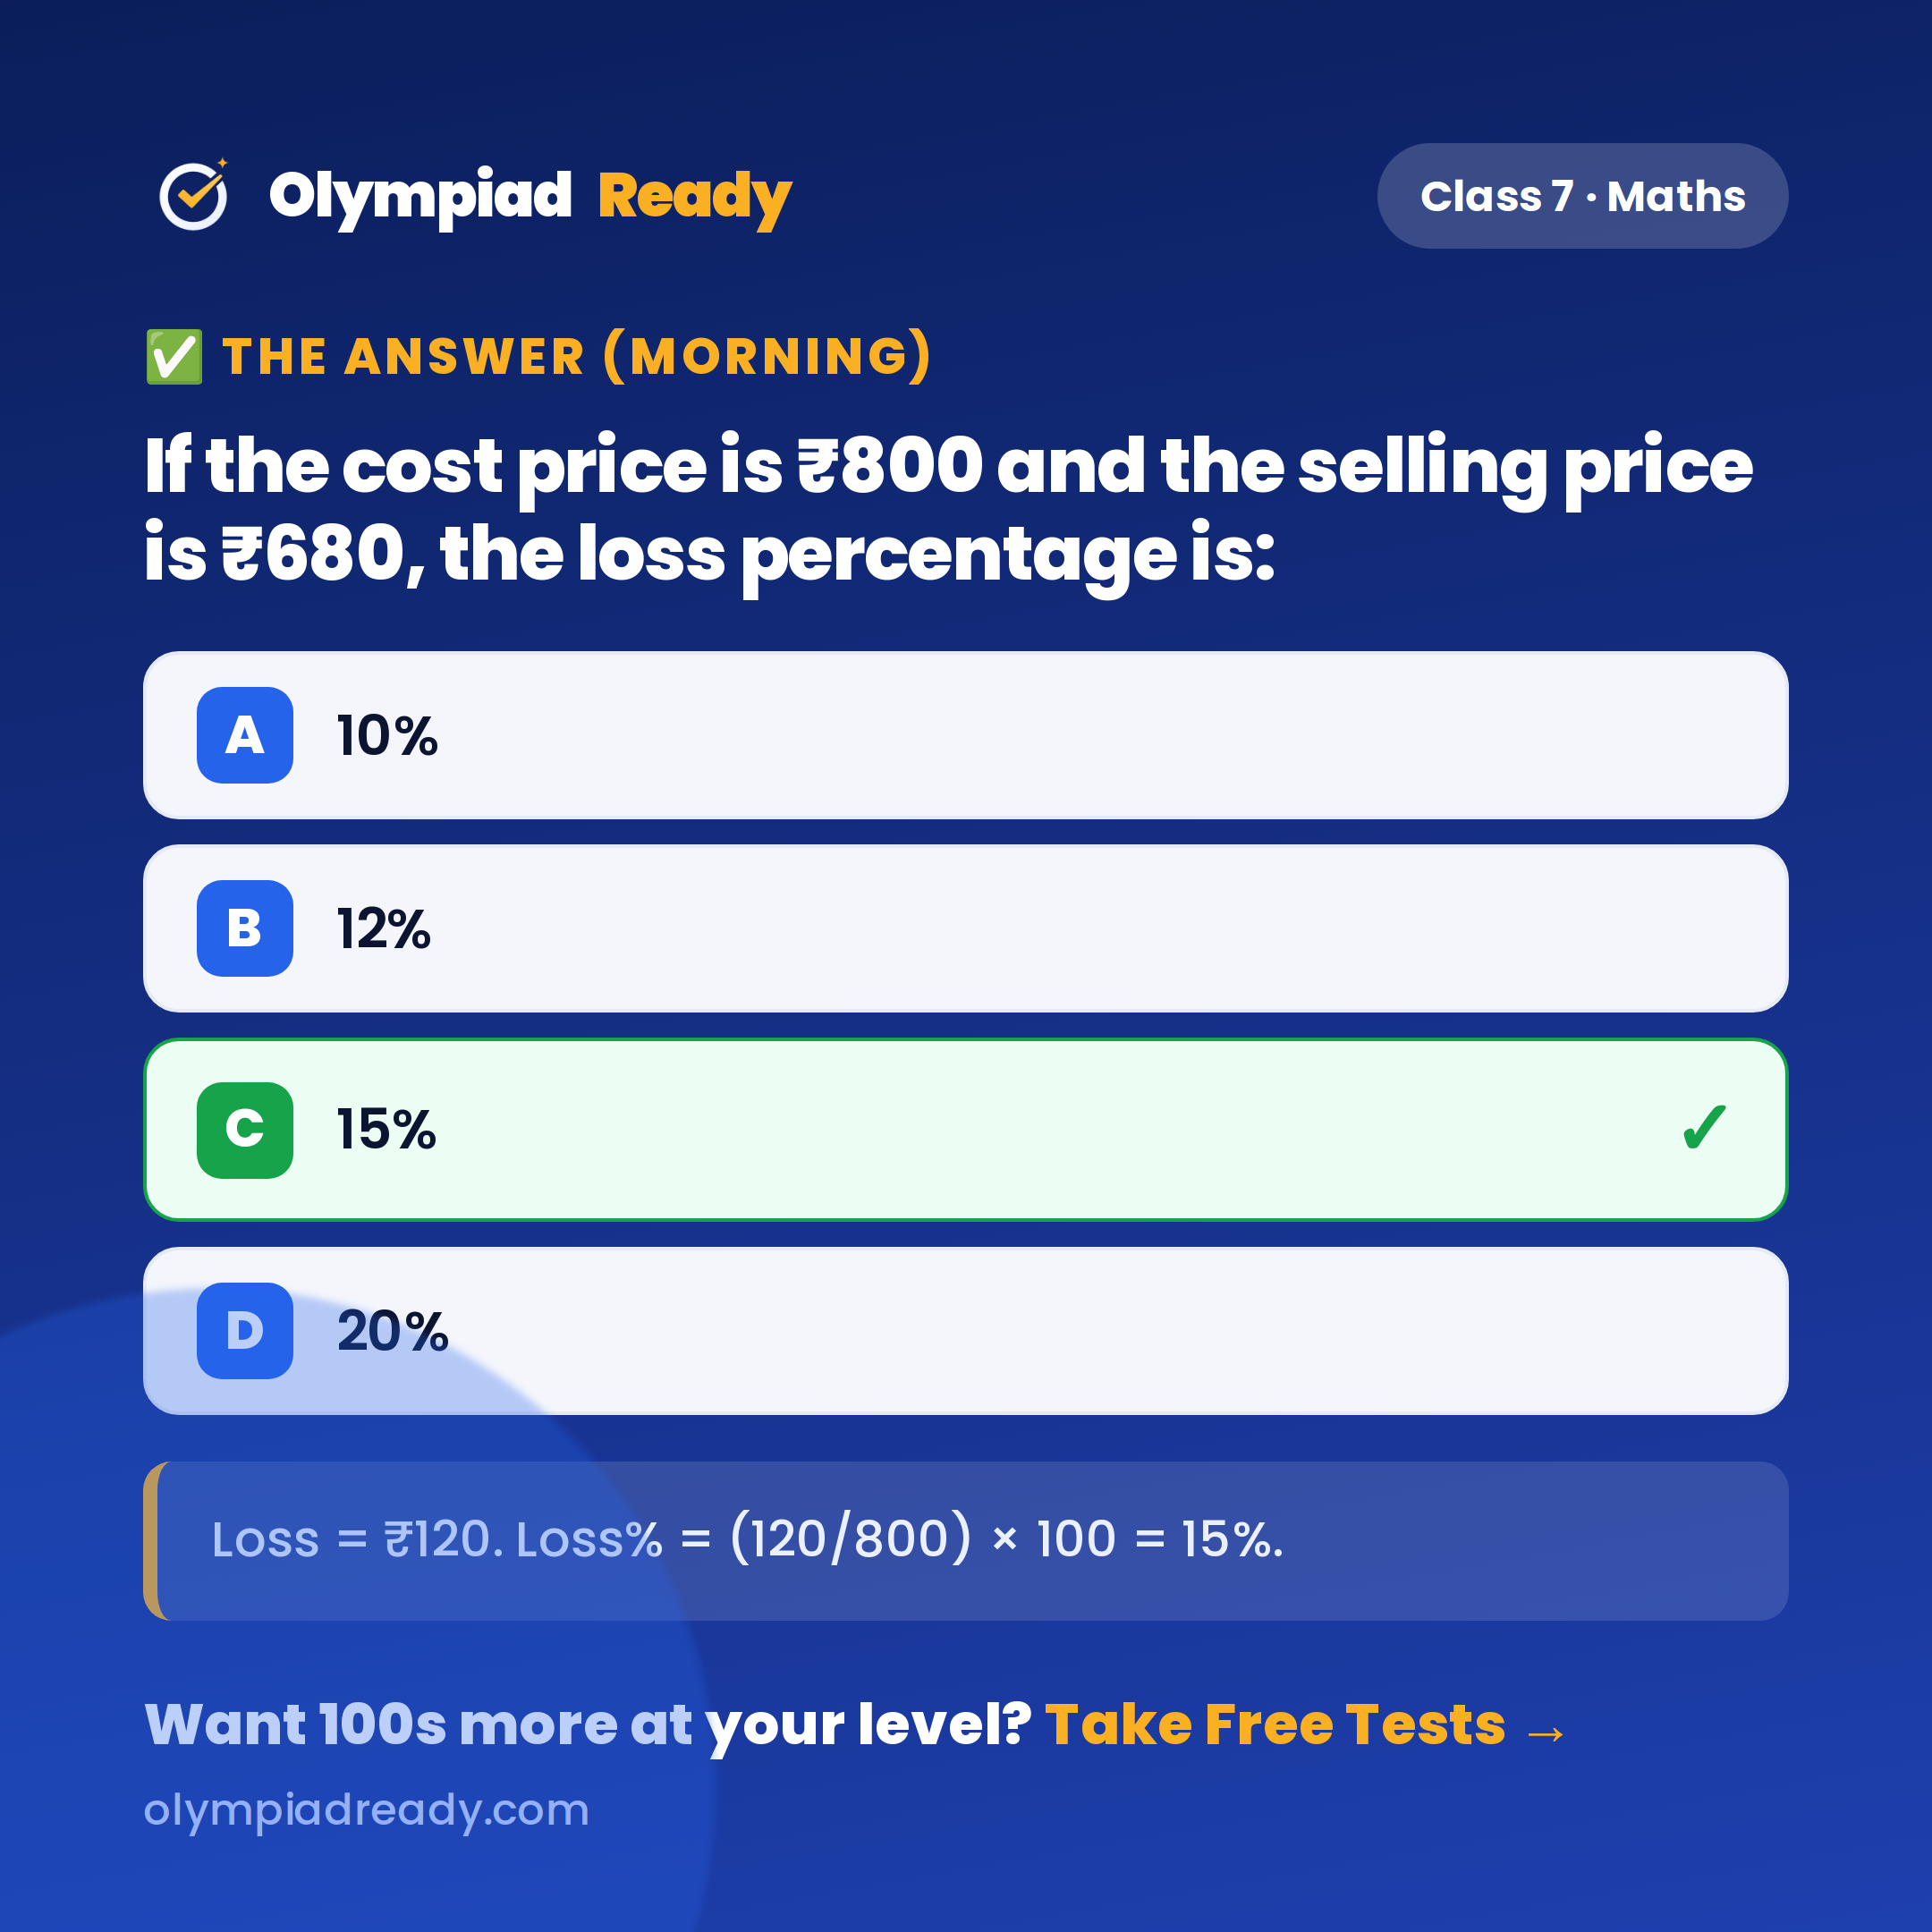 Olympiad Ready
Class 7 · Maths
✅ THE ANSWER (MORNING)
If the cost price is ₹800 and the selling price
is ₹680, the loss percentage is:
A 10%
B 12%
C 15% ✓
D 20%
Loss = ₹120. Loss% = (120/800) × 100 = 15%.
Want 100s more at your level? Take Free Tests →
olympiadready.com